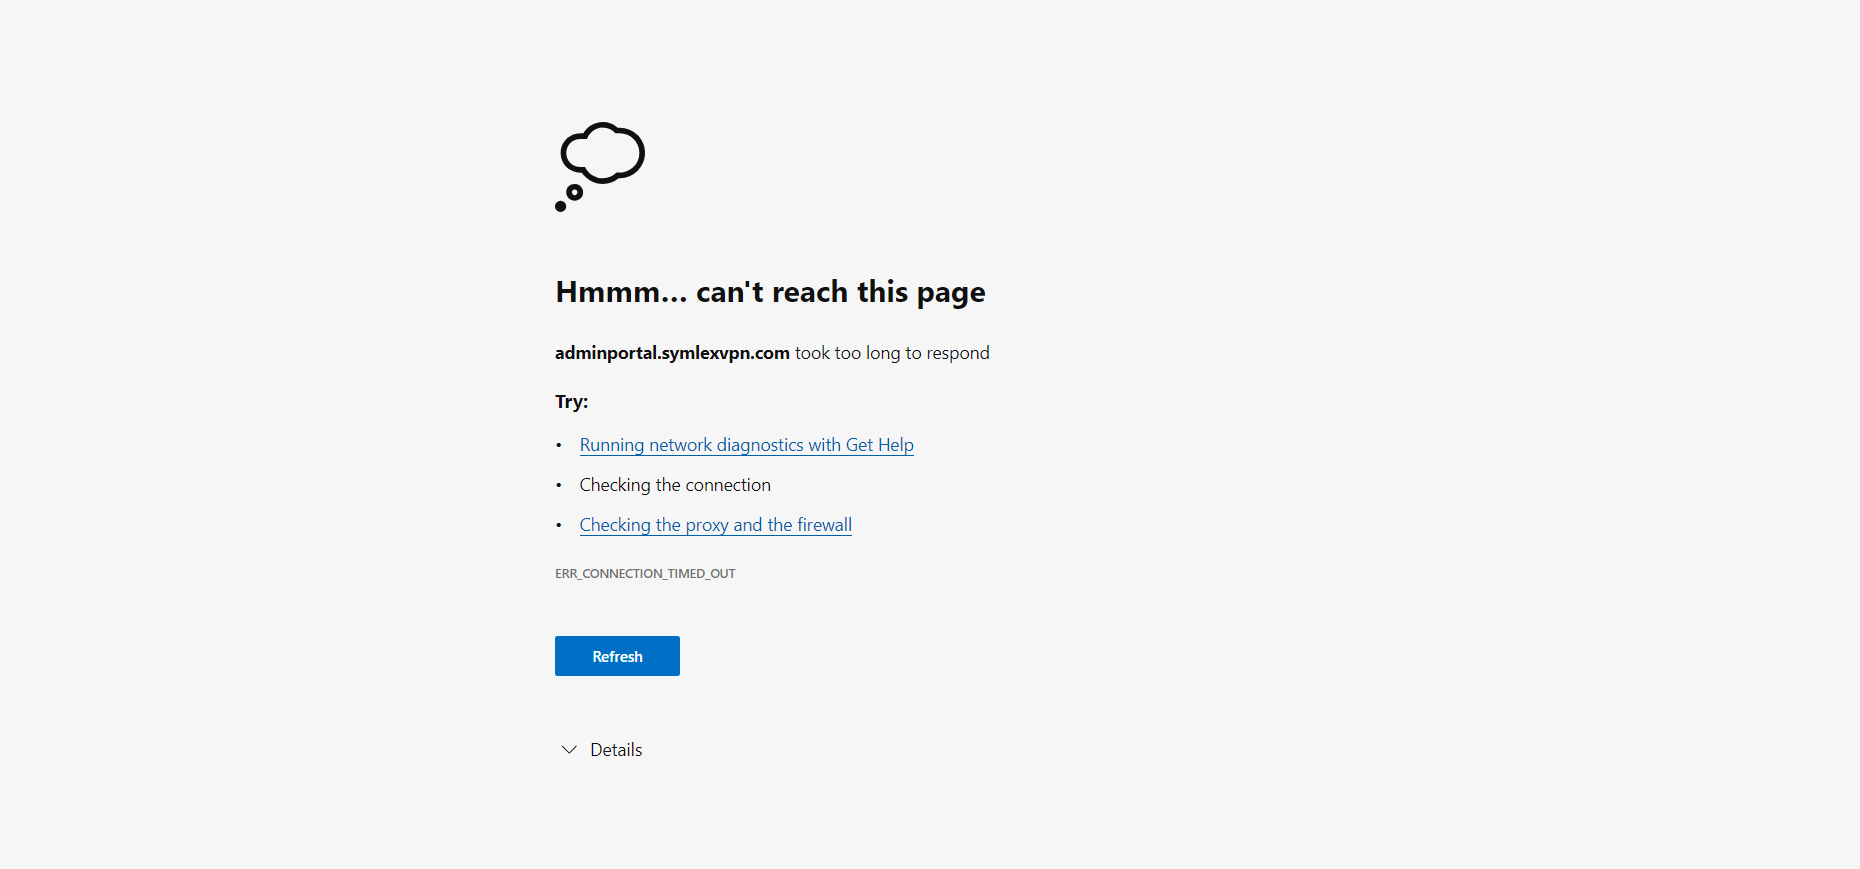 Hmmm... can't reach this page
adminportal.symlexvpn.com took too long to respond
Try:
• Running network diagnostics with Get Help
• Checking the connection
• Checking the proxy and the firewall
ERR_CONNECTION_TIMED_OUT
Refresh
Details